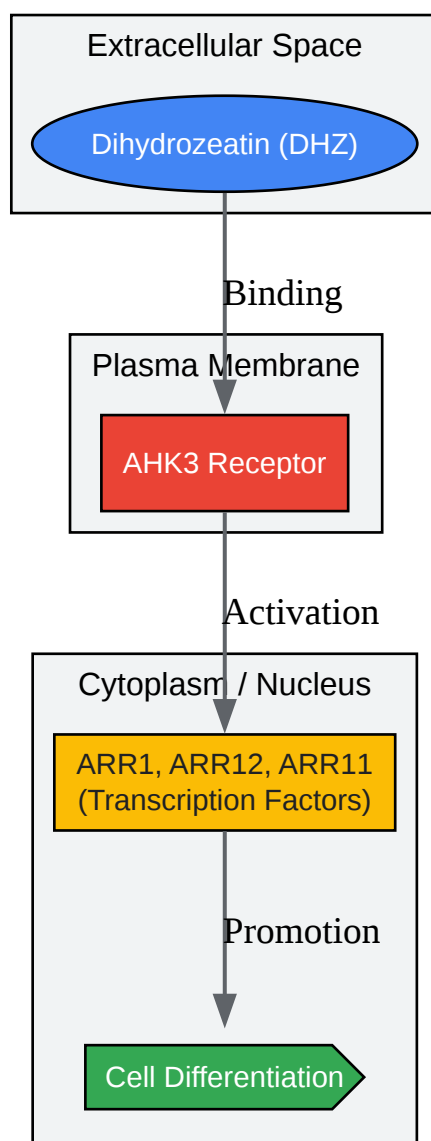 Extracellular Space
Dihydrozeatin (DHZ)
Binding
Plasma Membrane
AHK3 Receptor
Activation
Cytoplasm / Nucleus
ARR1, ARR12, ARR11
(Transcription Factors)
Promotion
Cell Differentiation